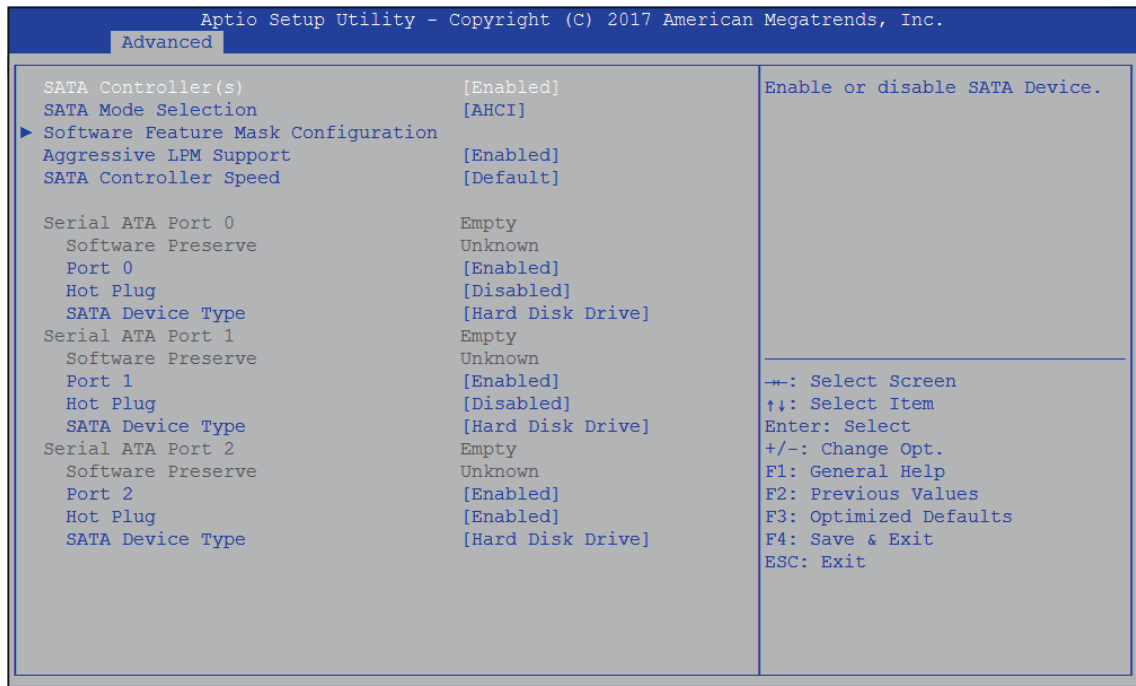 Aptio Setup Utility - Copyright (C) 2017 American Megatrends, Inc.
Advanced
SATA Controller(s) [Enabled]
SATA Mode Selection [AHCI]
► Software Feature Mask Configuration
Aggressive LPM Support [Enabled]
SATA Controller Speed [Default]
Serial ATA Port 0 Empty
Software Preserve Unknown
Port 0 [Enabled]
Hot Plug [Disabled]
SATA Device Type [Hard Disk Drive]
Serial ATA Port 1 Empty
Software Preserve Unknown
Port 1 [Enabled]
Hot Plug [Disabled]
SATA Device Type [Hard Disk Drive]
Serial ATA Port 2 Empty
Software Preserve Unknown
Port 2 [Enabled]
Hot Plug [Enabled]
SATA Device Type [Hard Disk Drive]
Enable or disable SATA Device.
→←: Select Screen
↑↓: Select Item
Enter: Select
+/-: Change Opt.
F1: General Help
F2: Previous Values
F3: Optimized Defaults
F4: Save & Exit
ESC: Exit